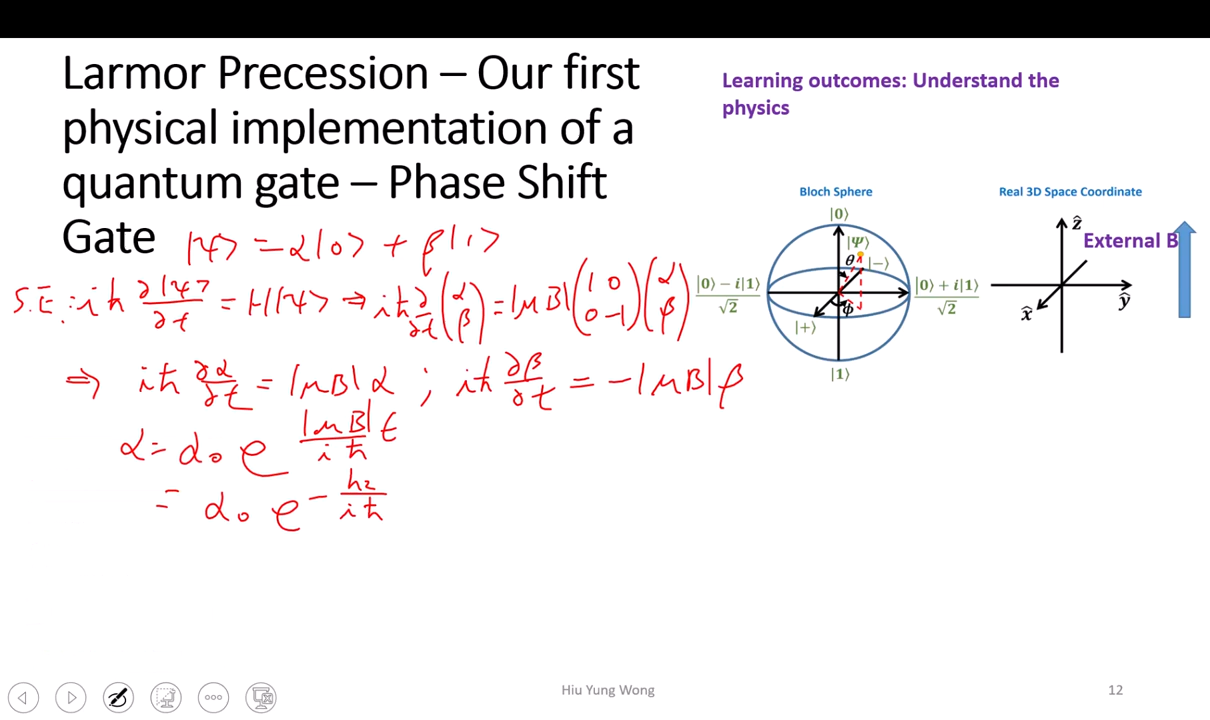 Larmor Precession – Our first
physical implementation of a
quantum gate – Phase Shift
Gate
|ψ⟩ = α|0⟩ + β|1⟩
S.E.: iħ ∂|ψ⟩/∂t = H|ψ⟩ ⇒ iħ ∂/∂t (α β) = |μB| (1 0 0 -1) (α β)
⇒ iħ ∂α/∂t = |μB| α ; iħ ∂β/∂t = -|μB| β
α = α₀ e^{|μB|t / iħ}
= α₀ e^{- hz / iħ}
Learning outcomes: Understand the
physics
Bloch Sphere
|0⟩
|Ψ⟩
θ
|−⟩
|0⟩ − i|1⟩
√2
|0⟩ + i|1⟩
√2
ϕ
|+⟩
|1⟩
Real 3D Space Coordinate
ẑ
External B
ŷ
x̂
Hiu Yung Wong
12